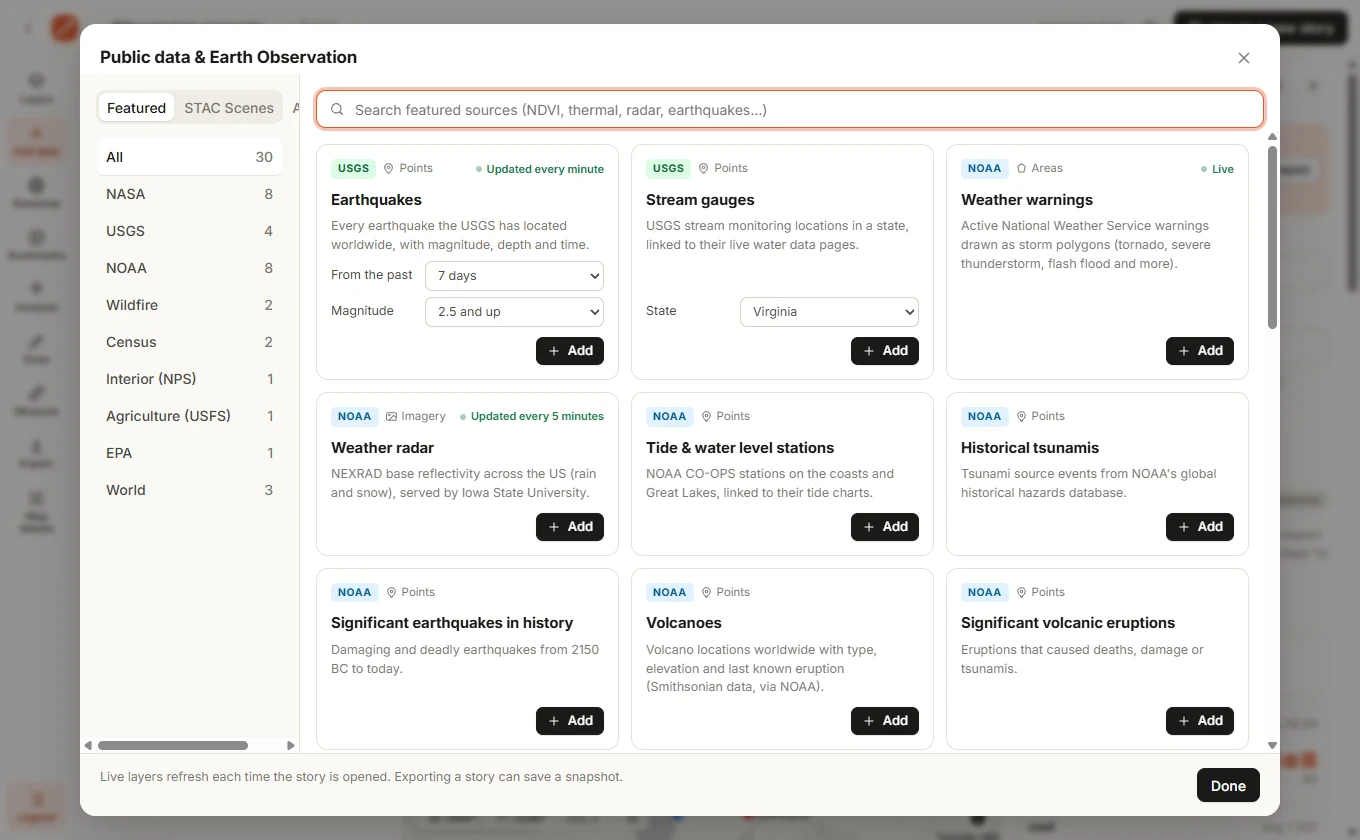 Public data & Earth Observation
Featured
STAC Scenes
A
Search featured sources (NDVI, thermal, radar, earthquakes...)
All 30
NASA 8
USGS 4
NOAA 8
Wildfire 2
Census 2
Interior (NPS) 1
Agriculture (USFS) 1
EPA 1
World 3
USGS Points Updated every minute
Earthquakes
Every earthquake the USGS has located
worldwide, with magnitude, depth and time.
From the past 7 days
Magnitude 2.5 and up
+ Add
USGS Points
Stream gauges
USGS stream monitoring locations in a state,
linked to their live water data pages.
State Virginia
+ Add
NOAA Areas Live
Weather warnings
Active National Weather Service warnings
drawn as storm polygons (tornado, severe
thunderstorm, flash flood and more).
+ Add
NOAA Imagery Updated every 5 minutes
Weather radar
NEXRAD base reflectivity across the US (rain
and snow), served by Iowa State University.
+ Add
NOAA Points
Tide & water level stations
NOAA CO-OPS stations on the coasts and
Great Lakes, linked to their tide charts.
+ Add
NOAA Points
Historical tsunamis
Tsunami source events from NOAA's global
historical hazards database.
+ Add
NOAA Points
Significant earthquakes in history
Damaging and deadly earthquakes from 2150
BC to today.
+ Add
NOAA Points
Volcanoes
Volcano locations worldwide with type,
elevation and last known eruption
(Smithsonian data, via NOAA).
+ Add
NOAA Points
Significant volcanic eruptions
Eruptions that caused deaths, damage or
tsunamis.
+ Add
Live layers refresh each time the story is opened. Exporting a story can save a snapshot.
Done